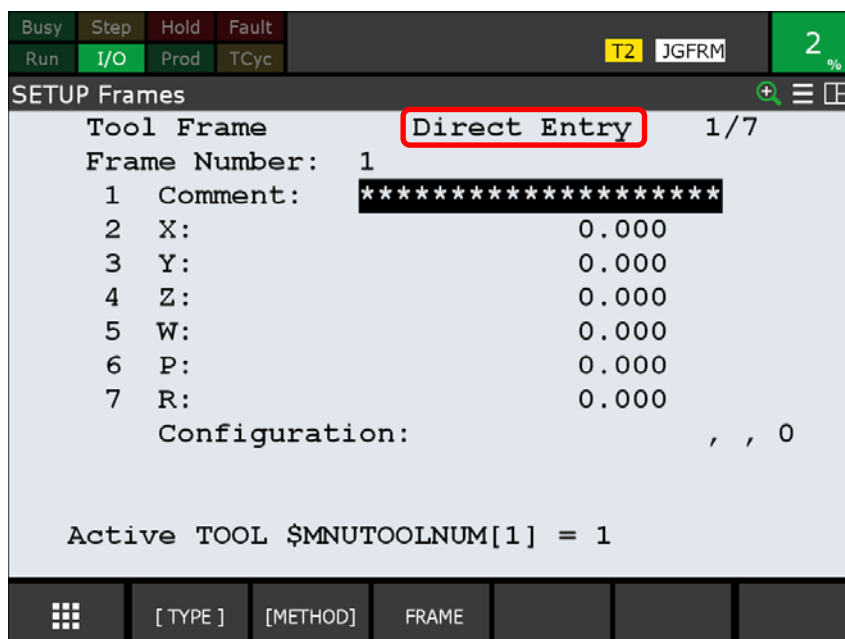 Busy Step Hold Fault
Run I/O Prod TCyc T2 JGFRM 2 %
SETUP Frames
Tool Frame Direct Entry 1/7
Frame Number: 1
1 Comment: ********************
2 X: 0.000
3 Y: 0.000
4 Z: 0.000
5 W: 0.000
6 P: 0.000
7 R: 0.000
Configuration: , , 0
Active TOOL $MNUTOOLNUM[1] = 1
[ TYPE ] [METHOD] FRAME